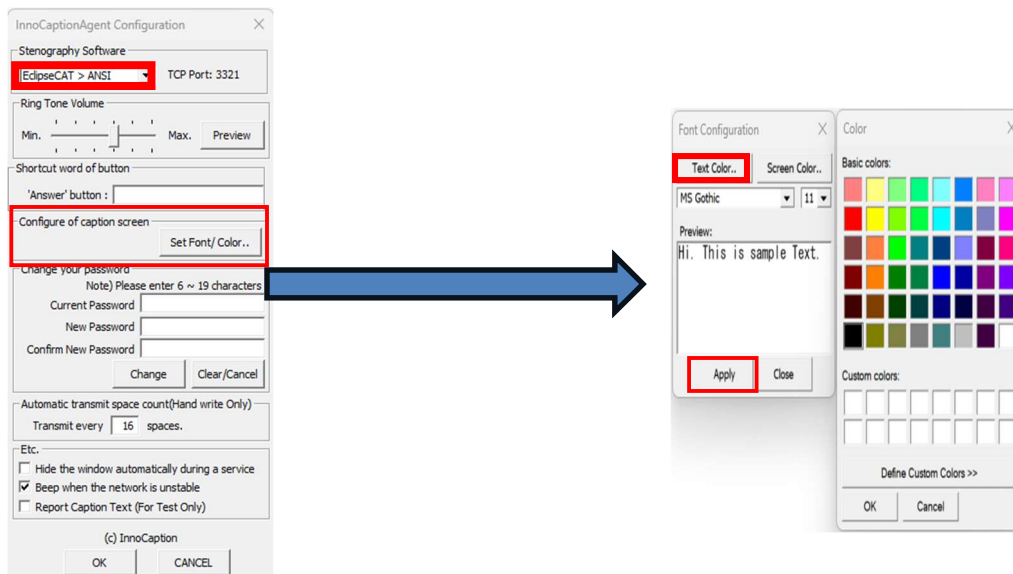 InnoCaptionAgent Configuration
Stenography Software
EclipseCAT > ANSI
TCP Port: 3321
Ring Tone Volume
Min.
Max.
Preview
Shortcut word of button
'Answer' button :
Configure of caption screen
Set Font/ Color..
Change your password
Note) Please enter 6 ~ 19 characters
Current Password
New Password
Confirm New Password
Change
Clear/Cancel
Automatic transmit space count(Hand write Only)
Transmit every 16 spaces.
Etc.
Hide the window automatically during a service
Beep when the network is unstable
Report Caption Text (For Test Only)
(c) InnoCaption
OK
CANCEL
Font Configuration
Text Color..
Screen Color..
MS Gothic
11
Preview:
Hi. This is sample Text.
Apply
Close
Color
Basic colors:
Custom colors:
Define Custom Colors >>
OK
Cancel